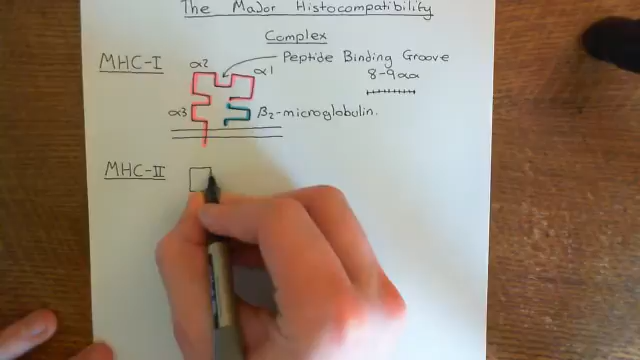 The Major Histocompatibility
Complex
MHC-I
α2
Peptide Binding Groove
α1
8-9aa
α3
β2-microglobulin.
MHC-II